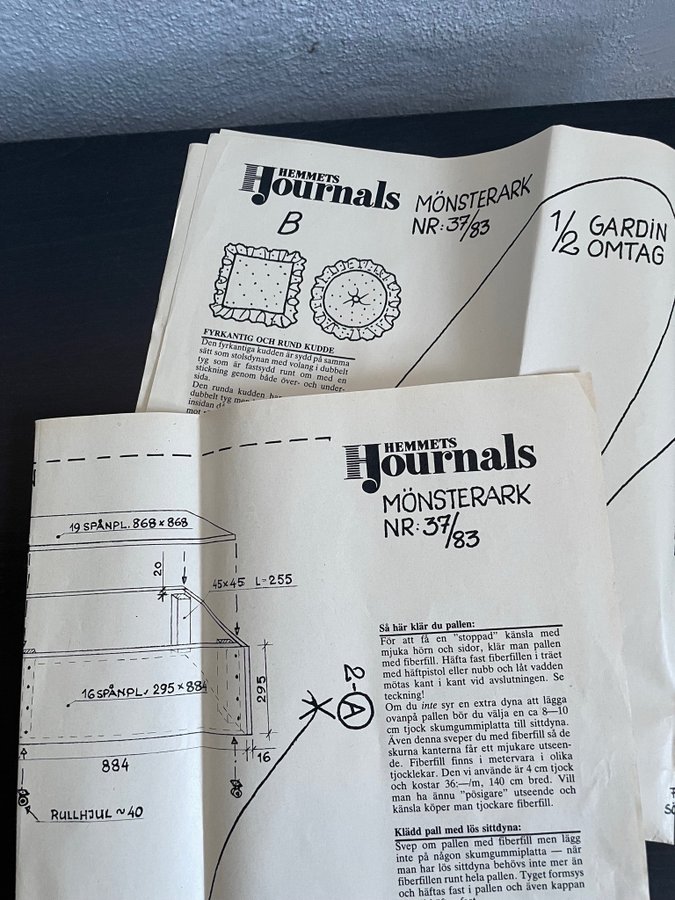 HEMMETS
Journals
MÖNSTERARK
NR: 37/83
B
1/2 GARDIN
OMTAG
FYRKANTIG OCH RUND KUDDE
Den fyrkantiga kudden är sydd på samma
sätt som stolsdynan med volang i dubbelt
tyg som är fastsydd runt om med en
stickning genom både över- och under-
sida.
Den runda kudden
dubbelt tyg
insidan
mot
HEMMETS
Journals
MÖNSTERARK
NR: 37/83
19 SPÅNPL. 868 × 868
20
45×45 L=255
16 SPÅNPL, 295 × 884
295
884
16
RULLHJUL ~40
2-A
Så här klär du pallen:
För att få en "stoppad" känsla med
mjuka hörn och sidor, klär man pallen
med fiberfill. Häfta fast fiberfillen i träet
med häftpistol eller nubb och låt vadden
mötas kant i kant vid avslutningen. Se
teckning!
Om du inte syr en extra dyna att lägga
ovanpå pallen bör du välja en ca 8—10
cm tjock skumgummiplatta till sittdyna.
Även denna sveper du med fiberfill så de
skurna kanterna får ett mjukare utseen-
de. Fiberfill finns i metervara i olika
tjocklekar. Den vi använde är 4 cm tjock
och kostar 36:—/m, 140 cm bred. Vill
man ha ännu "pösigare" utseende och
känsla köper man tjockare fiberfill.
Klädd pall med lös sittdyna:
Svep om pallen med fiberfill men lägg
inte på någon skumgummiplatta — när
man har lös sittdyna behövs inte mer än
fiberfillen runt hela pallen. Tyget formsys
och häftas fast i pallen och även kappan